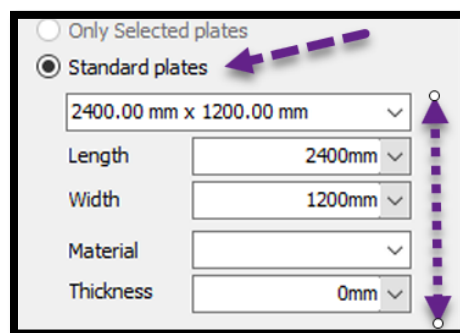 Only Selected plates
Standard plates
2400.00 mm x 1200.00 mm
Length 2400mm
Width 1200mm
Material
Thickness 0mm